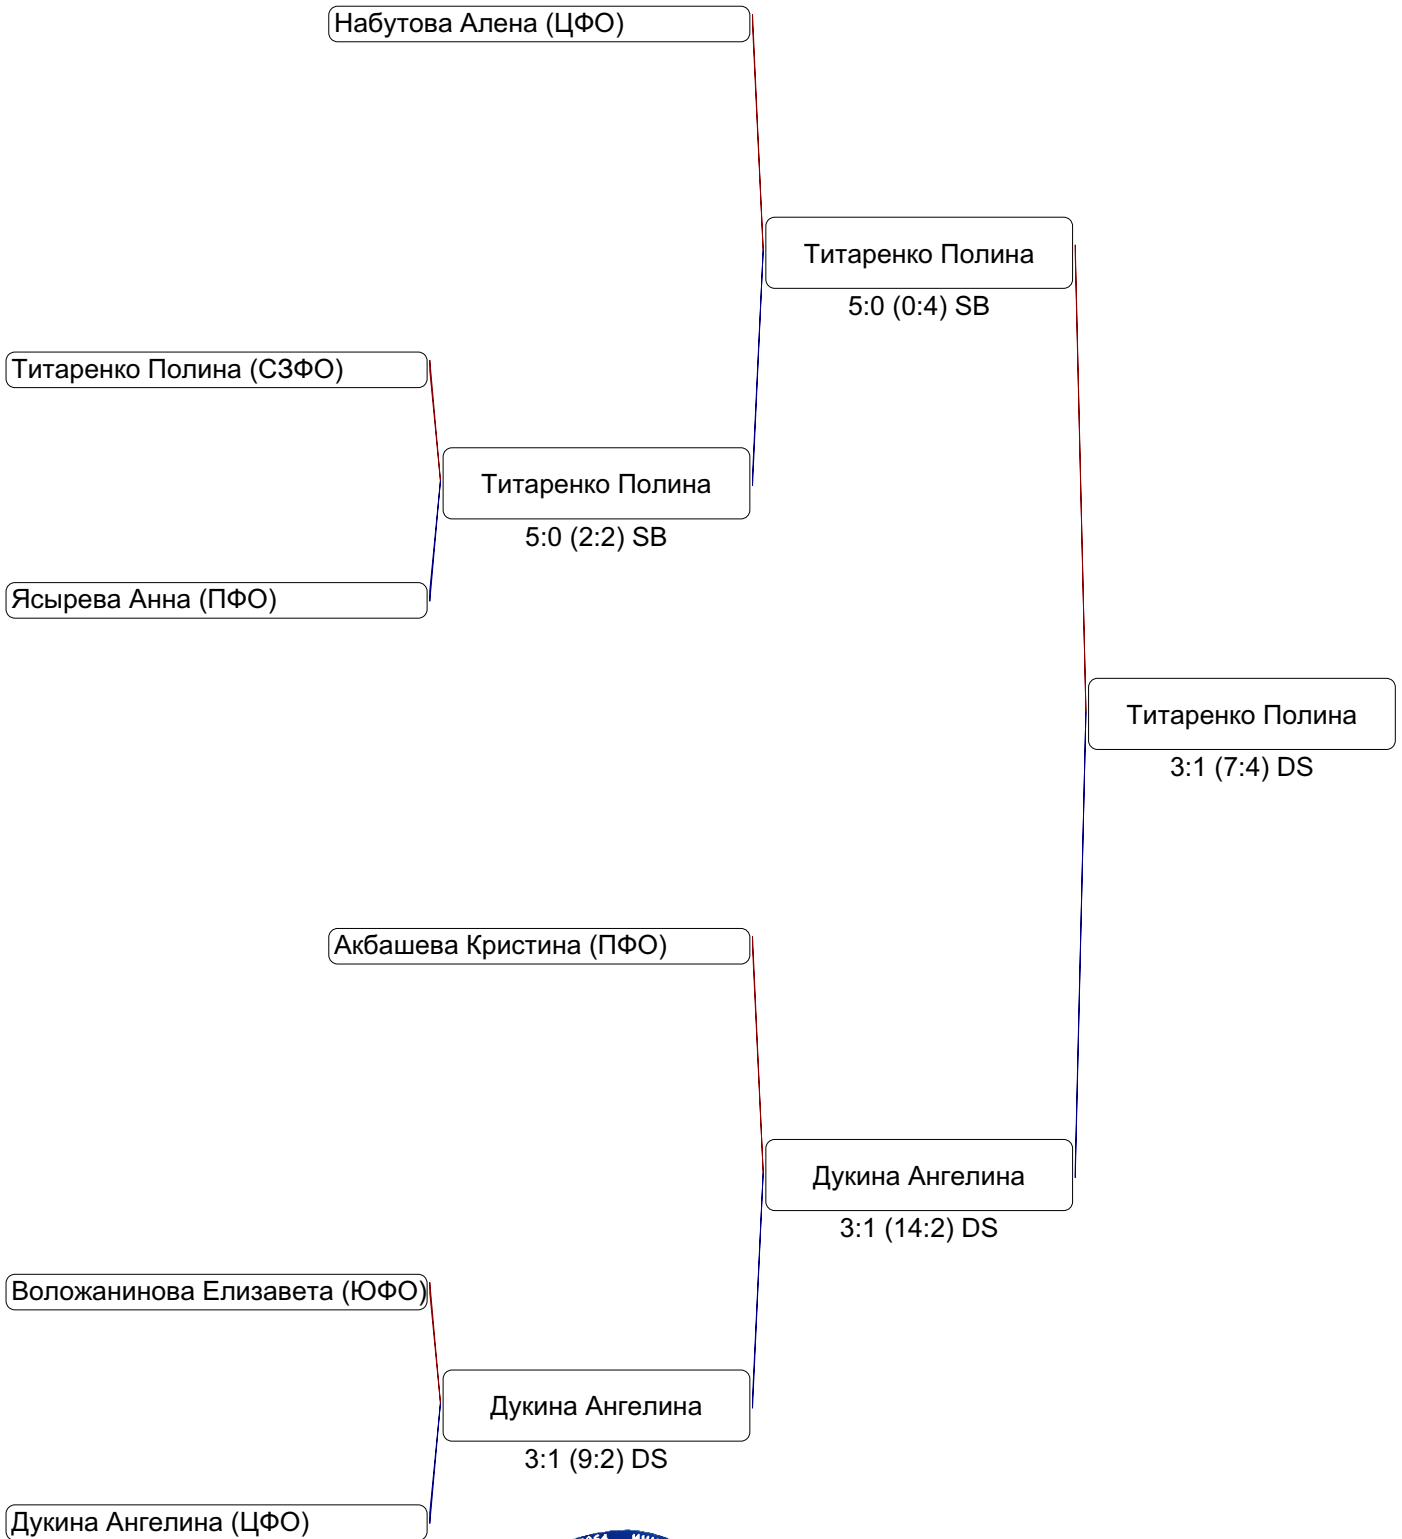 Набутова Алена (ЦФО)
Титаренко Полина
5:0 (0:4) SB
Титаренко Полина (СЗФО)
Титаренко Полина
5:0 (2:2) SB
Ясырева Анна (ПФО)
Титаренко Полина
3:1 (7:4) DS
Акбашева Кристина (ПФО)
Дукина Ангелина
3:1 (14:2) DS
Воложанинова Елизавета (ЮФО)
Дукина Ангелина
3:1 (9:2) DS
Дукина Ангелина (ЦФО)